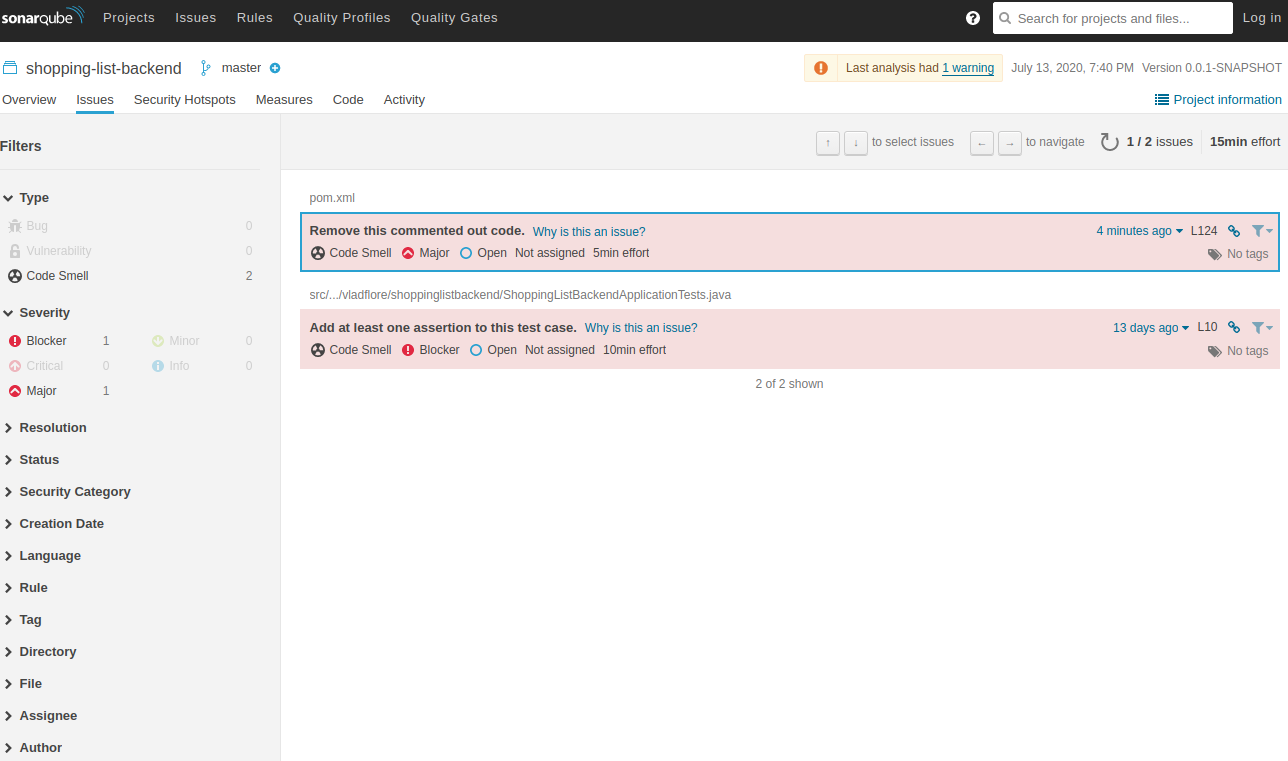 sonarqube Projects Issues Rules Quality Profiles Quality Gates Search for projects and files... Log in
shopping-list-backend master Last analysis had 1 warning July 13, 2020, 7:40 PM Version 0.0.1-SNAPSHOT
Overview Issues Security Hotspots Measures Code Activity Project information
Filters
↑ ↓ to select issues ← → to navigate 1 / 2 issues 15min effort
Type
Bug 0
Vulnerability 0
Code Smell 2
Severity
Blocker 1 Minor 0
Critical 0 Info 0
Major 1
Resolution
Status
Security Category
Creation Date
Language
Rule
Tag
Directory
File
Assignee
Author
pom.xml
Remove this commented out code. Why is this an issue? 4 minutes ago L124
Code Smell Major Open Not assigned 5min effort No tags
src/.../vladflore/shoppinglistbackend/ShoppingListBackendApplicationTests.java
Add at least one assertion to this test case. Why is this an issue? 13 days ago L10
Code Smell Blocker Open Not assigned 10min effort No tags
2 of 2 shown